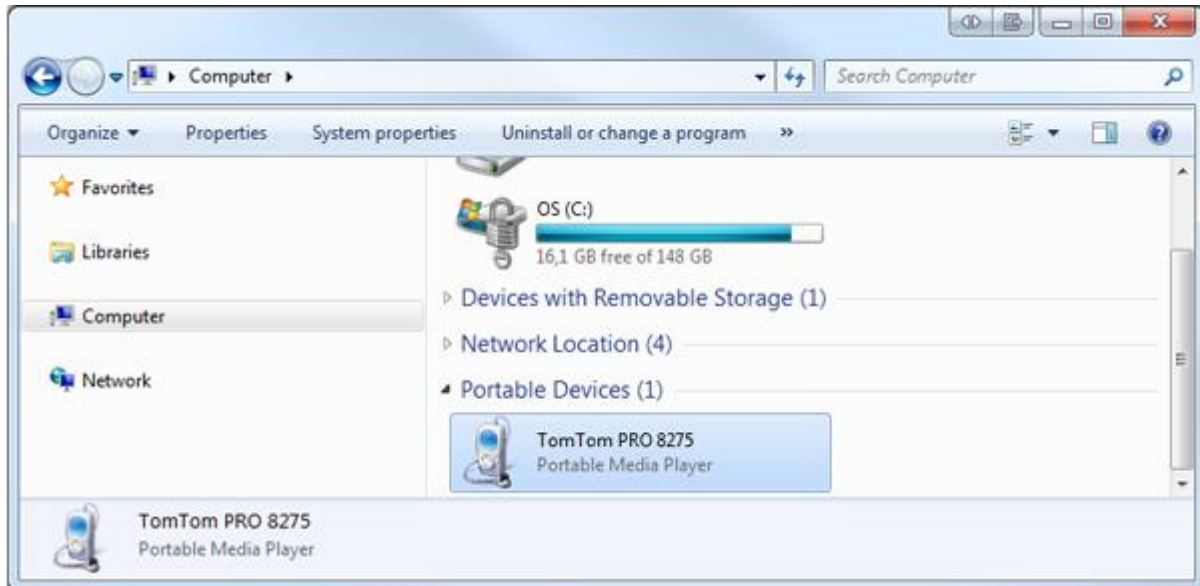 Computer
Search Computer
Organize Properties System properties Uninstall or change a program »
Favorites
Libraries
Computer
Network
OS (C:)
16,1 GB free of 148 GB
Devices with Removable Storage (1)
Network Location (4)
Portable Devices (1)
TomTom PRO 8275
Portable Media Player
TomTom PRO 8275
Portable Media Player